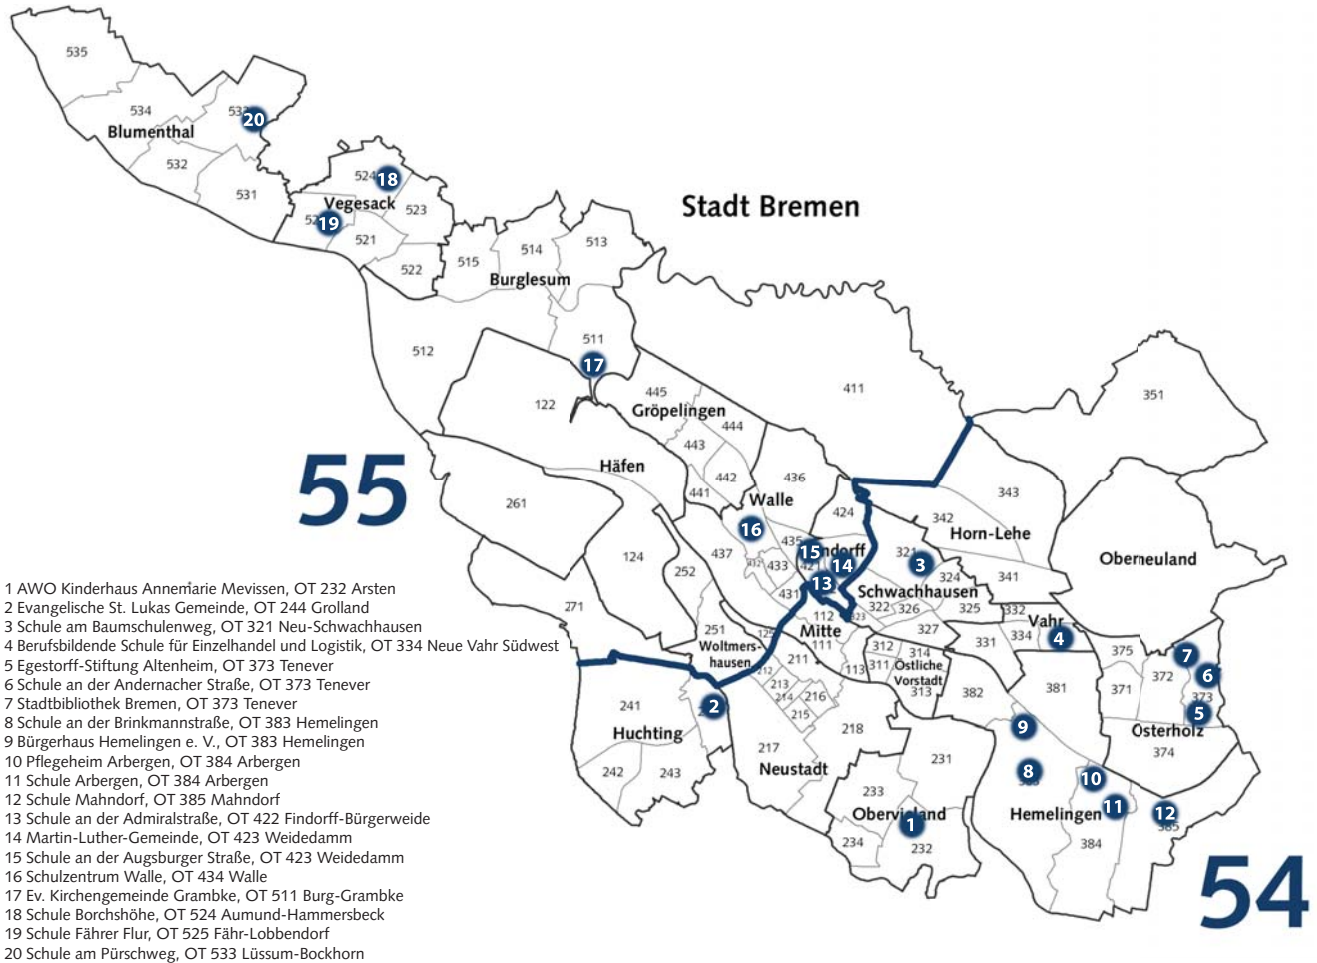 535
534
533
20
Blumenthal
532
531
524
18
Vegesack
523
19
521
522
515
514
513
Burglesum
Stadt Bremen
512
511
17
122
445
Gröpelingen
444
443
442
441
411
351
55
Häfen
261
124
436
Walle
16
437
433
435
431
424
15
14
13
252
271
343
342
Horn-Lehe
341
Oberneuland
321
3
324
Schwachhausen
322
326
325
327
323
112
Mitte
111
113
312
314
311
Östliche
Vorstadt
313
332
Vahr
331
334
4
251
125
Woltmers-
hausen
212
211
213
214
216
215
241
2
Huchting
242
243
217
218
Neustadt
231
233
Obervieland
1
234
232
382
381
9
8
10
11
12
385
Hemelingen
384
375
371
372
7
6
373
5
Osterholz
374
54
1 AWO Kinderhaus Annemarie Mevissen, OT 232 Arsten
2 Evangelische St. Lukas Gemeinde, OT 244 Grolland
3 Schule am Baumschulenweg, OT 321 Neu-Schwachhausen
4 Berufsbildende Schule für Einzelhandel und Logistik, OT 334 Neue Vahr Südwest
5 Egestorff-Stiftung Altenheim, OT 373 Tenever
6 Schule an der Andernacher Straße, OT 373 Tenever
7 Stadtbibliothek Bremen, OT 373 Tenever
8 Schule an der Brinkmannstraße, OT 383 Hemelingen
9 Bürgerhaus Hemelingen e. V., OT 383 Hemelingen
10 Pflegeheim Arbergen, OT 384 Arbergen
11 Schule Arbergen, OT 384 Arbergen
12 Schule Mahndorf, OT 385 Mahndorf
13 Schule an der Admiralstraße, OT 422 Findorff-Bürgerweide
14 Martin-Luther-Gemeinde, OT 423 Weidedamm
15 Schule an der Augsburger Straße, OT 423 Weidedamm
16 Schulzentrum Walle, OT 434 Walle
17 Ev. Kirchengemeinde Grambke, OT 511 Burg-Grambke
18 Schule Borchshöhe, OT 524 Aumund-Hammersbeck
19 Schule Fährer Flur, OT 525 Fähr-Lobbendorf
20 Schule am Pürschweg, OT 533 Lüssum-Bockhorn